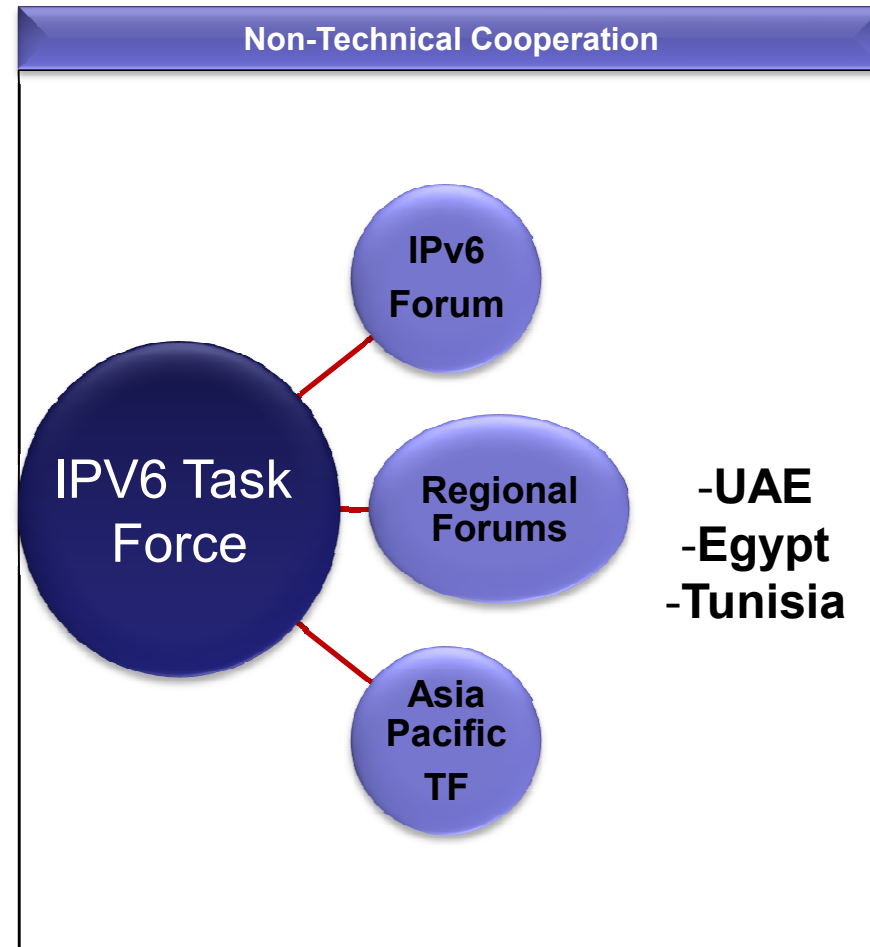 Non-Technical Cooperation
IPv6
Forum
IPV6 Task
Force
Regional
Forums
-UAE
-Egypt
-Tunisia
Asia
Pacific
TF